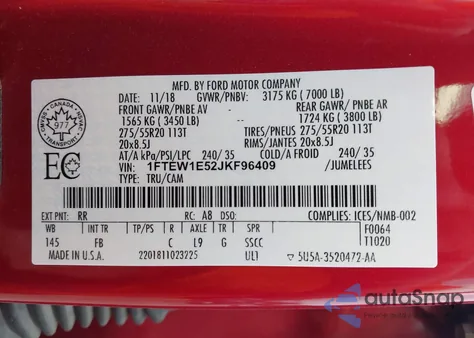 MFD. BY FORD MOTOR COMPANY
DATE: 11/18 GVWR/PNBV: 3175 KG ( 7000 LB)
FRONT GAWR/PNBE AV REAR GAWR/ PNBE AR
1565 KG ( 3450 LB) 1724 KG ( 3800 LB)
275/55R20 113T TIRES/PNEUS 275/55R20 113T
20x8.5J RIMS/JANTES 20x8.5J
AT/A kPa/PSI/LPC 240/ 35 COLD/A FROID 240/ 35
VIN: 1FTEW1E52JKF96409 /JUMELEES
TYPE: TRU/CAM
CANADA
977
TRANSPORT
EC
EXT PNT: RR RC: A8 DSO: COMPLIES: ICES/NMB-002
WB INT TR TP/PS R AXLE TR SPR F0064
145 FB C L9 G SSCC T1020
MADE IN U.S.A. 2201811023225 UL1 5U5A-3520472-AA
autoSnap